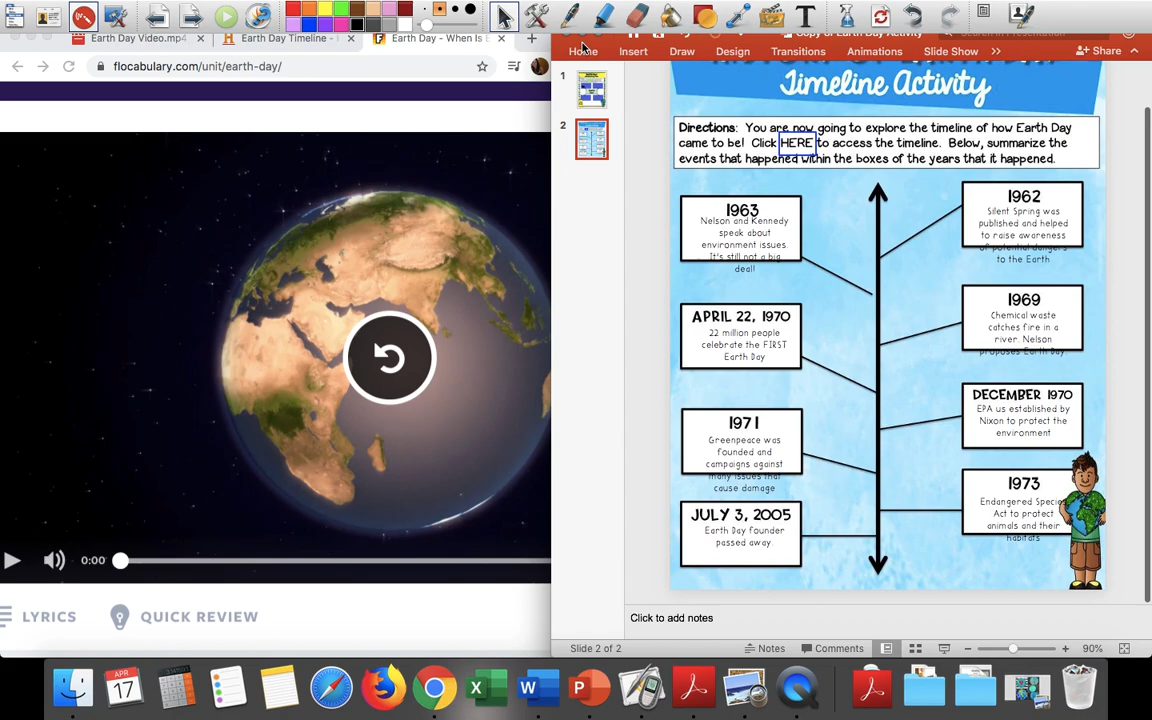 Earth Day Video.mp4
Earth Day Timeline -
Earth Day - When Is E
flocabulary.com/unit/earth-day/
Home Insert Draw Design Transitions Animations Slide Show Share
1
2
Timeline Activity
Directions: You are now going to explore the timeline of how Earth Day
came to be! Click HERE to access the timeline. Below, summarize the
events that happened within the boxes of the years that it happened.
1963
Nelson and Kennedy
speak about
environment issues.
It's still not a big
deal!
1962
Silent Spring was
published and helped
to raise awareness
of potential dangers
to the Earth
APRIL 22, 1970
22 million people
celebrate the FIRST
Earth Day
1969
Chemical waste
catches fire in a
river. Nelson
proposes Earth Day
DECEMBER 1970
EPA us established by
Nixon to protect the
environment
1971
Greenpeace was
founded and
campaigns against
many issues that
cause damage
1973
Endangered Species
Act to protect
animals and their
habitats
JULY 3, 2005
Earth Day founder
passed away
0:00
LYRICS
QUICK REVIEW
Click to add notes
Slide 2 of 2
Notes
Comments
90%
APR
17